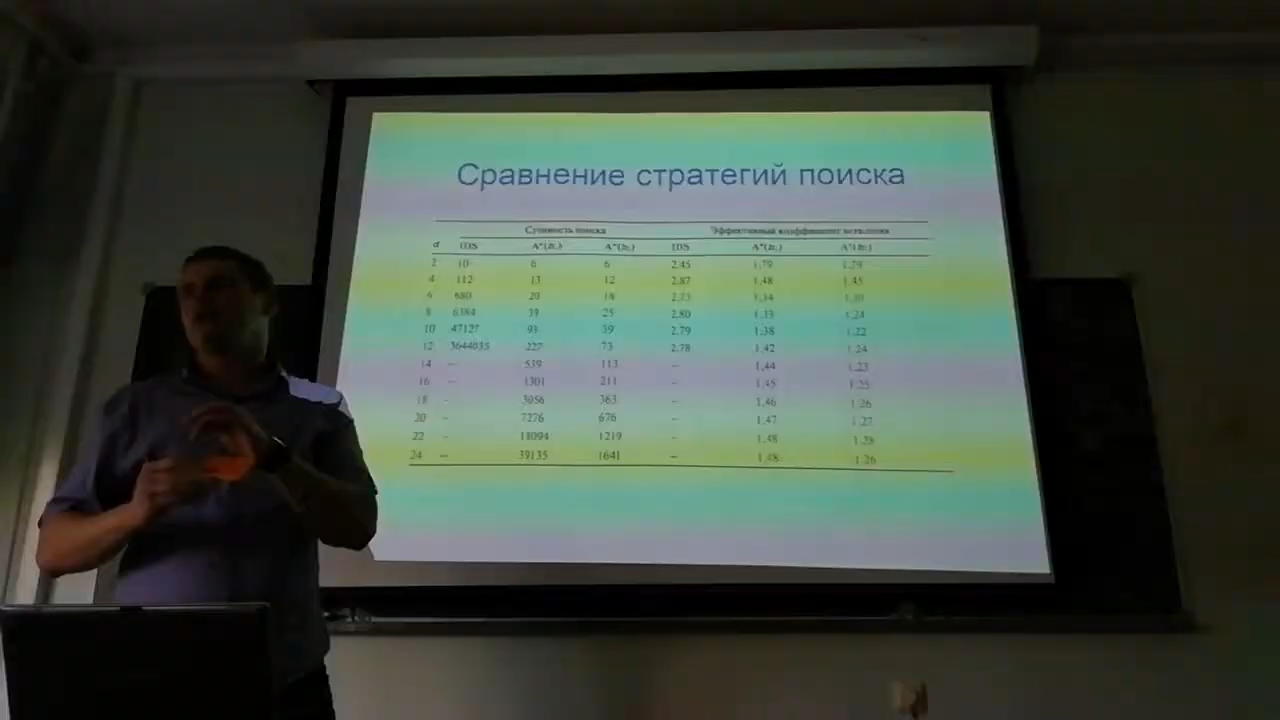 Сравнение стратегий поиска
Стоимость поиска Эффективный коэффициент ветвления
d IDS A*(h₁) A*(h₂) IDS A*(h₁) A*(h₂)
2 10 6 6 2,45 1,79 1,79
4 112 13 12 2,87 1,48 1,45
6 680 20 18 2,73 1,34 1,30
8 6384 39 25 2,80 1,33 1,24
10 47127 93 39 2,79 1,38 1,22
12 3644035 227 73 2,78 1,42 1,24
14 – 539 113 – 1,44 1,23
16 – 1301 211 – 1,45 1,25
18 – 3056 363 – 1,46 1,26
20 – 7276 676 – 1,47 1,27
22 – 18094 1219 – 1,48 1,28
24 – 39135 1641 – 1,48 1,26